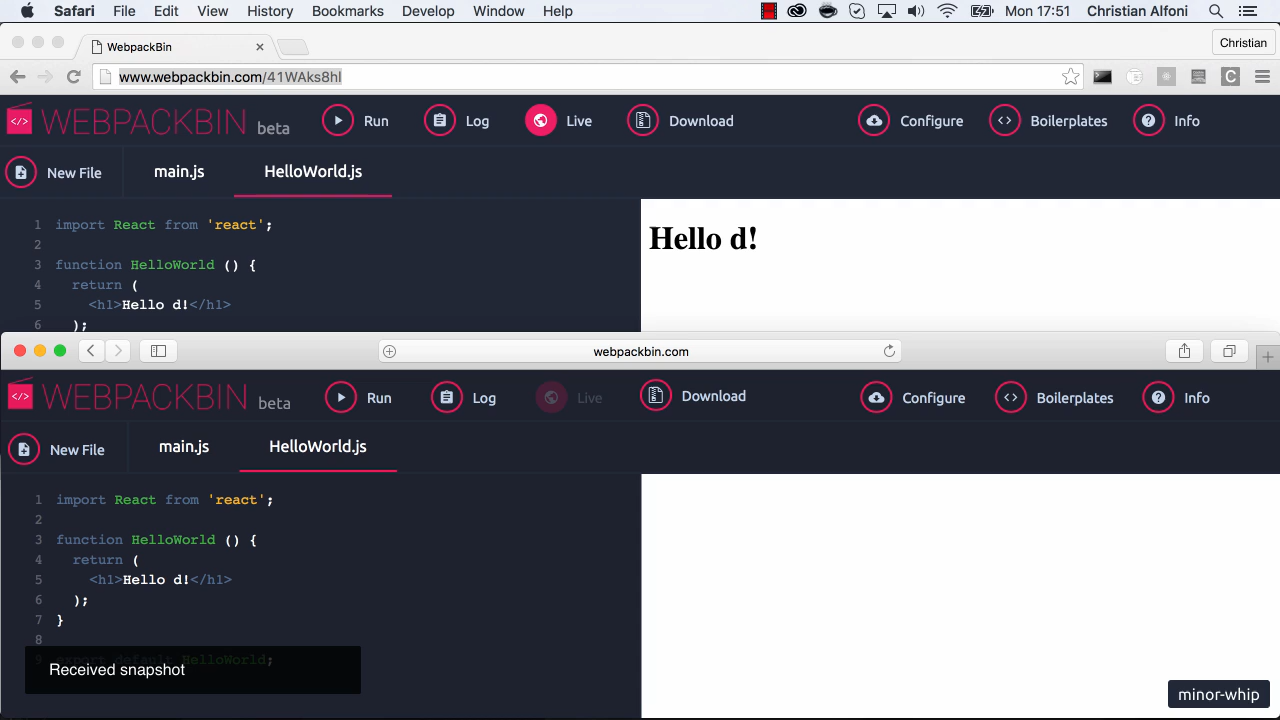 Safari File Edit View History Bookmarks Develop Window Help Mon 17:51 Christian Alfoni
WebpackBin × Christian
www.webpackbin.com/41WAks8hl
</> WEBPACKBIN beta Run Log Live Download Configure Boilerplates Info
New File main.js HelloWorld.js
1 import React from 'react';
2
3 function HelloWorld () {
4 return (
5 <h1>Hello d!</h1>
6 );
Hello d!
webpackbin.com
</> WEBPACKBIN beta Run Log Live Download Configure Boilerplates Info
New File main.js HelloWorld.js
1 import React from 'react';
2
3 function HelloWorld () {
4 return (
5 <h1>Hello d!</h1>
6 );
7 }
8
9 export default HelloWorld;
Received snapshot
minor-whip